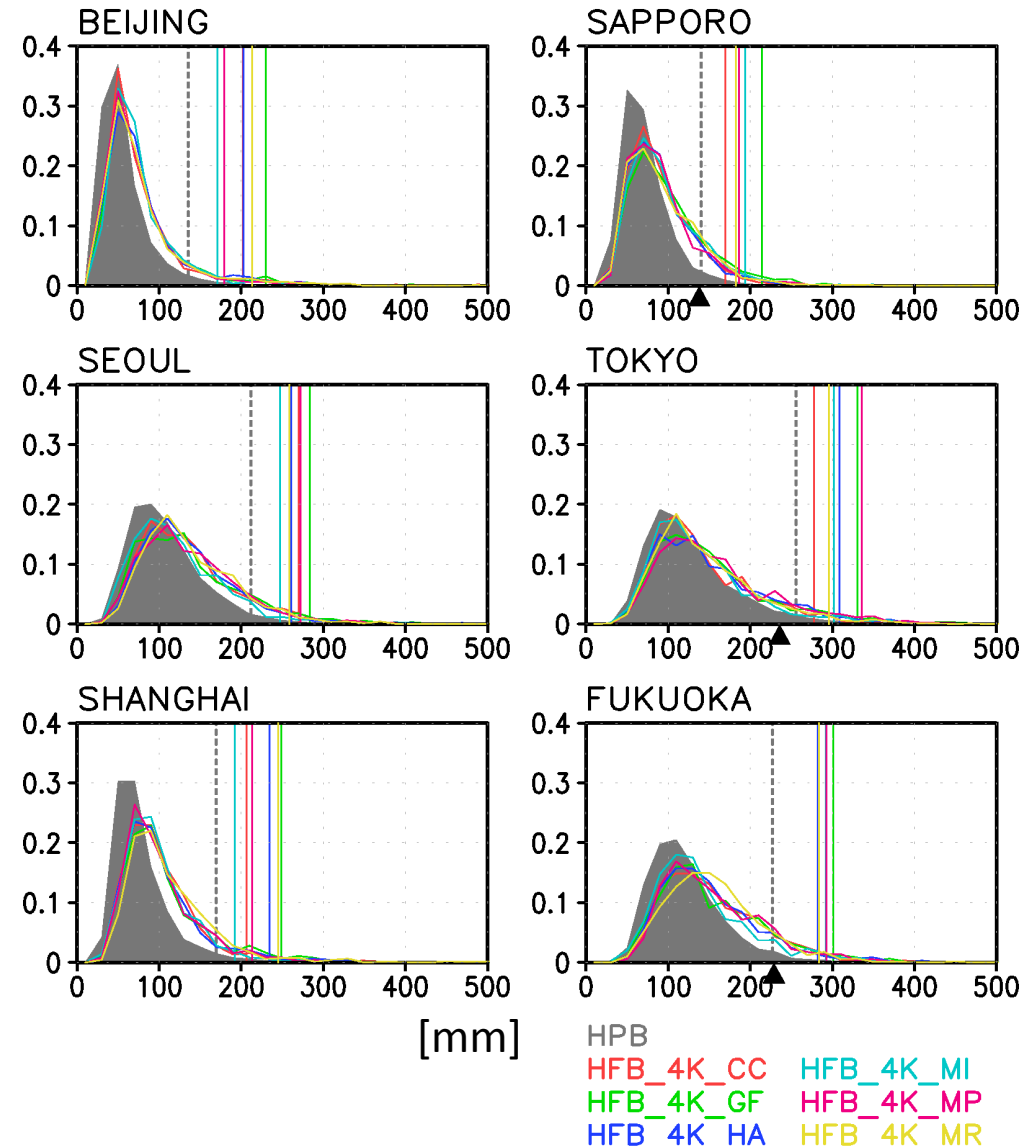 BEIJING
0.4
0.3
0.2
0.1
0
0 100 200 300 400 500
SAPPORO
0.4
0.3
0.2
0.1
0
0 100 200 300 400 500
SEOUL
0.4
0.3
0.2
0.1
0
0 100 200 300 400 500
TOKYO
0.4
0.3
0.2
0.1
0
0 100 200 300 400 500
SHANGHAI
0.4
0.3
0.2
0.1
0
0 100 200 300 400 500
FUKUOKA
0.4
0.3
0.2
0.1
0
0 100 200 300 400 500
[mm]
HPB
HFB_4K_CC HFB_4K_MI
HFB_4K_GF HFB_4K_MP
HFB_4K_HA HFB_4K_MR